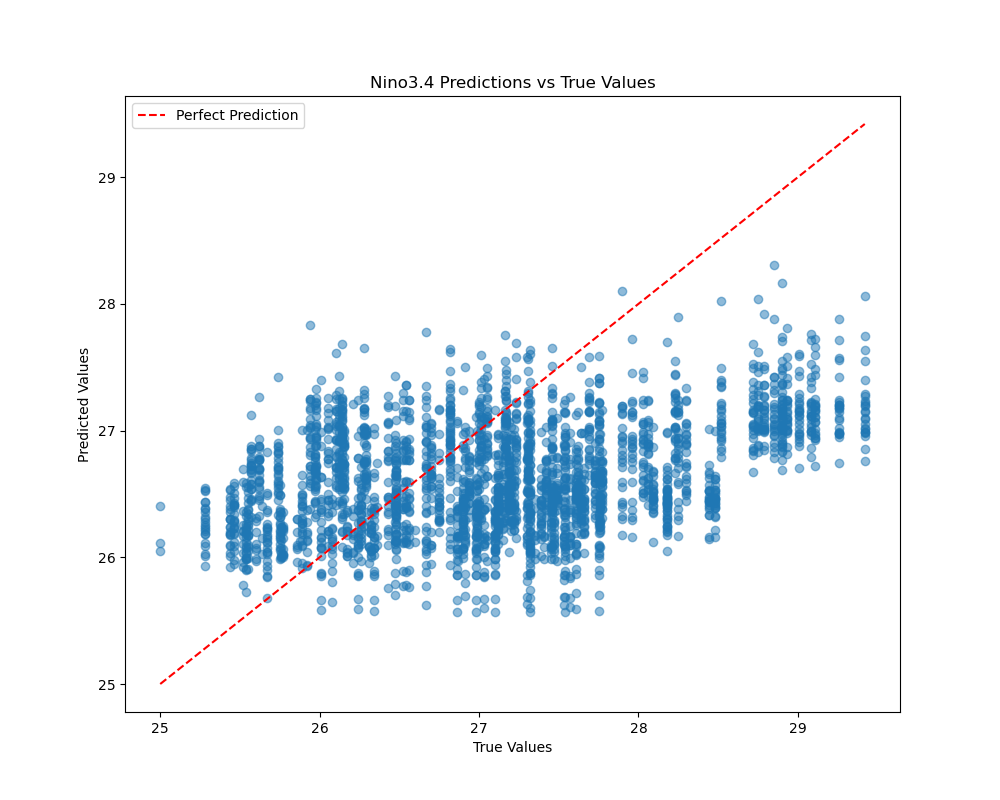 Nino3.4 Predictions vs True Values
Perfect Prediction
Predicted Values
29
28
27
26
25
25 26 27 28 29
True Values